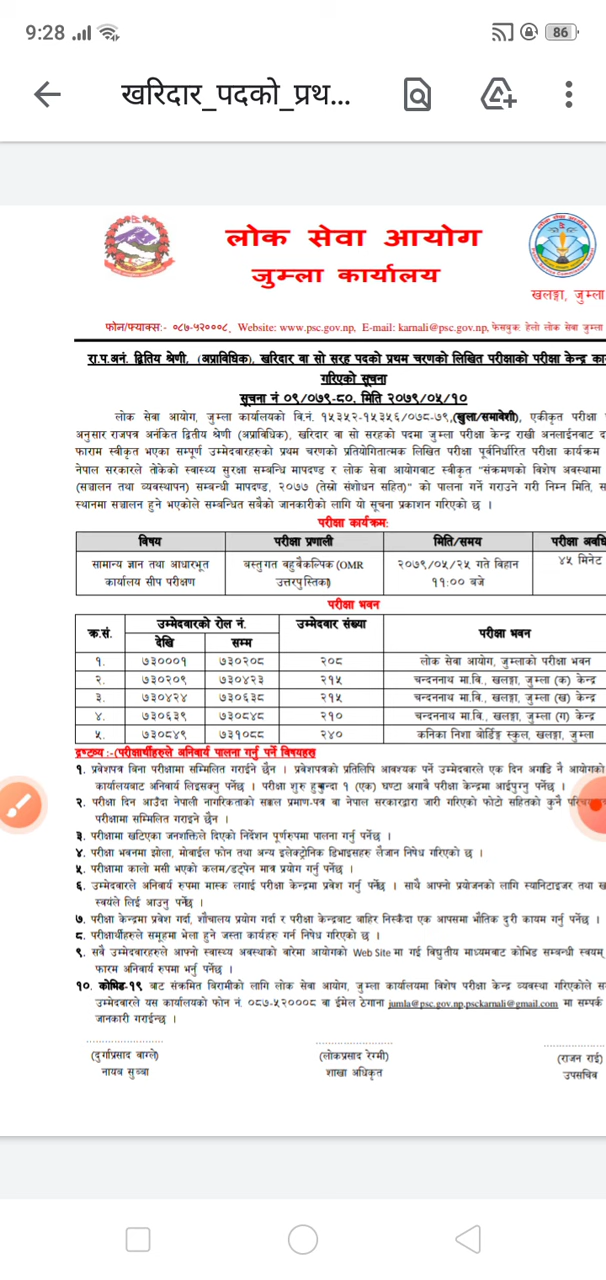 9:28
86
खरिदार_पदको_प्रथ...
लोक सेवा आयोग
जुम्ला कार्यालय
खलङ्गा, जुम्ला
फोन/फ्याक्स:- ०८७-५२०००८, Website: www.psc.gov.np, E-mail: karnali@psc.gov.np, फेसबुक: हेलो लोक सेवा जुम्ला
रा.प.अनं. द्वितिय श्रेणी, (अप्राविधिक), खरिदार वा सो सरह पदको प्रथम चरणको लिखित परीक्षाको परीक्षा केन्द्र का
गरिएको सूचना
सूचना नं ०९/०७९-८०, मिति २०७९/०५/१०
लोक सेवा आयोग, जुम्ला कार्यालयको वि.नं. १५३५२-१५३५६/०७८-७९,(खुला/समावेशी), एकीकृत परीक्षा
अनुसार राजपत्र अनंकित द्वितीय श्रेणी (अप्राविधिक), खरिदार वा सो सरहको पदमा जुम्ला परीक्षा केन्द्र राखी अनलाईनबाट द
फाराम स्वीकृत भएका सम्पूर्ण उम्मेदवारहरुको प्रथम चरणको प्रतियोगितात्मक लिखित परीक्षा पूर्वनिर्धारित परीक्षा कार्यक्रम
नेपाल सरकारले तोकेको स्वास्थ्य सुरक्षा सम्बन्धि मापदण्ड र लोक सेवा आयोगबाट स्वीकृत "संक्रमणको विशेष अवस्थामा
(सञ्चालन तथा व्यवस्थापन) सम्बन्धी मापदण्ड, २०७७ (तेस्रो संशोधन सहित)" को पालना गर्ने गराउने गरी निम्न मिति, स
स्थानमा सञ्चालन हुने भएकोले सम्बन्धित सबैको जानकारीको लागि यो सूचना प्रकाशन गरिएको छ ।
परीक्षा कार्यक्रम:
विषय परीक्षा प्रणाली मिति/समय परीक्षा अवधि
सामान्य ज्ञान तथा आधारभूत वस्तुगत बहुवैकल्पिक (OMR २०७९/०५/२५ गते बिहान ४५ मिनेट
कार्यालय सीप परीक्षण उत्तरपुस्तिका) ११:०० बजे
परीक्षा भवन
क्र.सं. उम्मेदवारको रोल नं. उम्मेदवार संख्या परीक्षा भवन
देखि सम्म
१. ७३०००१ ७३०२०८ २०८ लोक सेवा आयोग, जुम्लाको परीक्षा भवन
२. ७३०२०९ ७३०४२३ २१५ चन्दननाथ मा.वि., खलङ्गा, जुम्ला (क) केन्द्र
३. ७३०४२४ ७३०६३८ २१५ चन्दननाथ मा.वि., खलङ्गा, जुम्ला (ख) केन्द्र
४. ७३०६३९ ७३०८४८ २१० चन्दननाथ मा.वि., खलङ्गा, जुम्ला (ग) केन्द्र
५. ७३०८४९ ७३१०८८ २४० कनिका निशा बोर्डिङ्ग स्कुल, खलङ्गा, जुम्ला
द्रष्टव्य :-(परीक्षार्थीहरुले अनिवार्य पालना गर्नु पर्ने विषयहरु
१. प्रवेशपत्र विना परीक्षामा सम्मिलित गराईने छैन । प्रवेशपत्रको प्रतिलिपि आवश्यक पर्ने उम्मेदवारले एक दिन अगाडि नै आयोगको
कार्यालयबाट अनिवार्य लिइसक्नु पर्नेछ । परीक्षा शुरु हुनुभन्दा १ (एक) घण्टा अगावै परीक्षा केन्द्रमा आईपुग्नु पर्नेछ ।
२. परीक्षा दिन आउँदा नेपाली नागरिकताको सक्कल प्रमाण-पत्र वा नेपाल सरकारद्वारा जारी गरिएको फोटो सहितको कुनै
परीक्षामा सम्मिलित गराइने छैन ।
३. परीक्षामा खटिएका जनशक्तिले दिएको निर्देशन पूर्णरुपमा पालना गर्नु पर्नेछ ।
४. परीक्षा भवनमा झोला, मोबाईल फोन तथा अन्य इलेक्ट्रोनिक डिभाइसहरु लैजान निषेध गरिएको छ ।
५. परीक्षामा कालो मसी भएको कलम/डटपेन मात्र प्रयोग गर्नु पर्नेछ ।
६. उम्मेदवारले अनिवार्य रुपमा मास्क लगाई परीक्षा केन्द्रमा प्रवेश गर्नु पर्नेछ । साथै आफ्नो प्रयोजनको लागि स्यानिटाइजर तथा ख
स्वयंले लिई आउनु पर्नेछ ।
७. परीक्षा केन्द्रमा प्रवेश गर्दा, शौचालय प्रयोग गर्दा र परीक्षा केन्द्रबाट बाहिर निस्कँदा एक आपसमा भौतिक दुरी कायम गर्नु पर्नेछ ।
८. परीक्षार्थीहरुले समूहमा भेला हुने जस्ता कार्यहरु गर्न निषेध गरिएको छ ।
९. सबै उम्मेदवारहरुले आफ्नो स्वास्थ्य अवस्थाको बारेमा आयोगको Web Site मा गई विद्युतीय माध्यमबाट कोभिड सम्बन्धी स्वयम्
फारम अनिवार्य रुपमा भर्नु पर्नेछ ।
१०. कोभिड-१९ बाट संक्रमित बिरामीको लागि लोक सेवा आयोग, जुम्ला कार्यालयमा विशेष परीक्षा केन्द्र व्यवस्था गरिएकोले स
उम्मेदवारले यस कार्यालयको फोन नं. ०८७-५२०००८ वा ईमेल ठेगाना jumla@psc.gov.np,psckarnali@gmail.com मा सम्पर्क
जानकारी गराईन्छ ।
(दुर्गाप्रसाद वाग्ले) (लोकप्रसाद रेग्मी) (राजन राई)
नायव सुब्बा शाखा अधिकृत उपसचिव